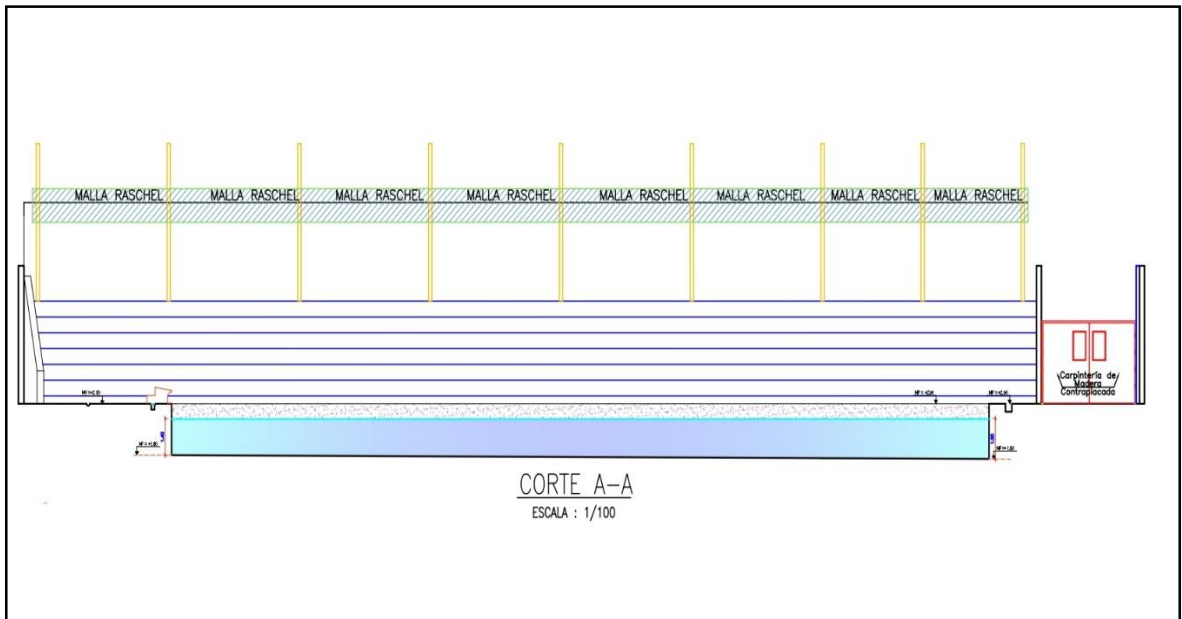 MALLA RASCHEL MALLA RASCHEL MALLA RASCHEL MALLA RASCHEL MALLA RASCHEL MALLA RASCHEL MALLA RASCHEL MALLA RASCHEL
Carpintería de
Madera
Contraplacada
CORTE A-A
ESCALA : 1/100